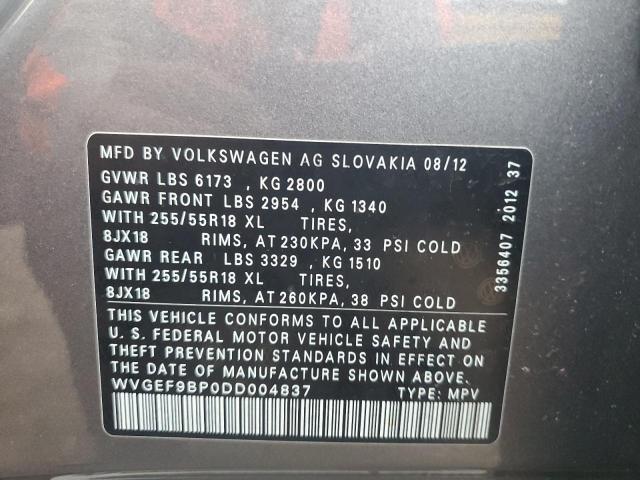 MFD BY VOLKSWAGEN AG SLOVAKIA 08/12
GVWR LBS 6173 , KG 2800
GAWR FRONT LBS 2954 , KG 1340
WITH 255/55R18 XL TIRES,
8JX18 RIMS, AT 230KPA, 33 PSI COLD
GAWR REAR LBS 3329 , KG 1510
WITH 255/55R18 XL TIRES,
8JX18 RIMS, AT 260KPA, 38 PSI COLD
THIS VEHICLE CONFORMS TO ALL APPLICABLE
U. S. FEDERAL MOTOR VEHICLE SAFETY AND
THEFT PREVENTION STANDARDS IN EFFECT ON
THE DATE OF MANUFACTURE SHOWN ABOVE.
WVGEF9BP0DD004837 TYPE: MPV
3356407 2012 37